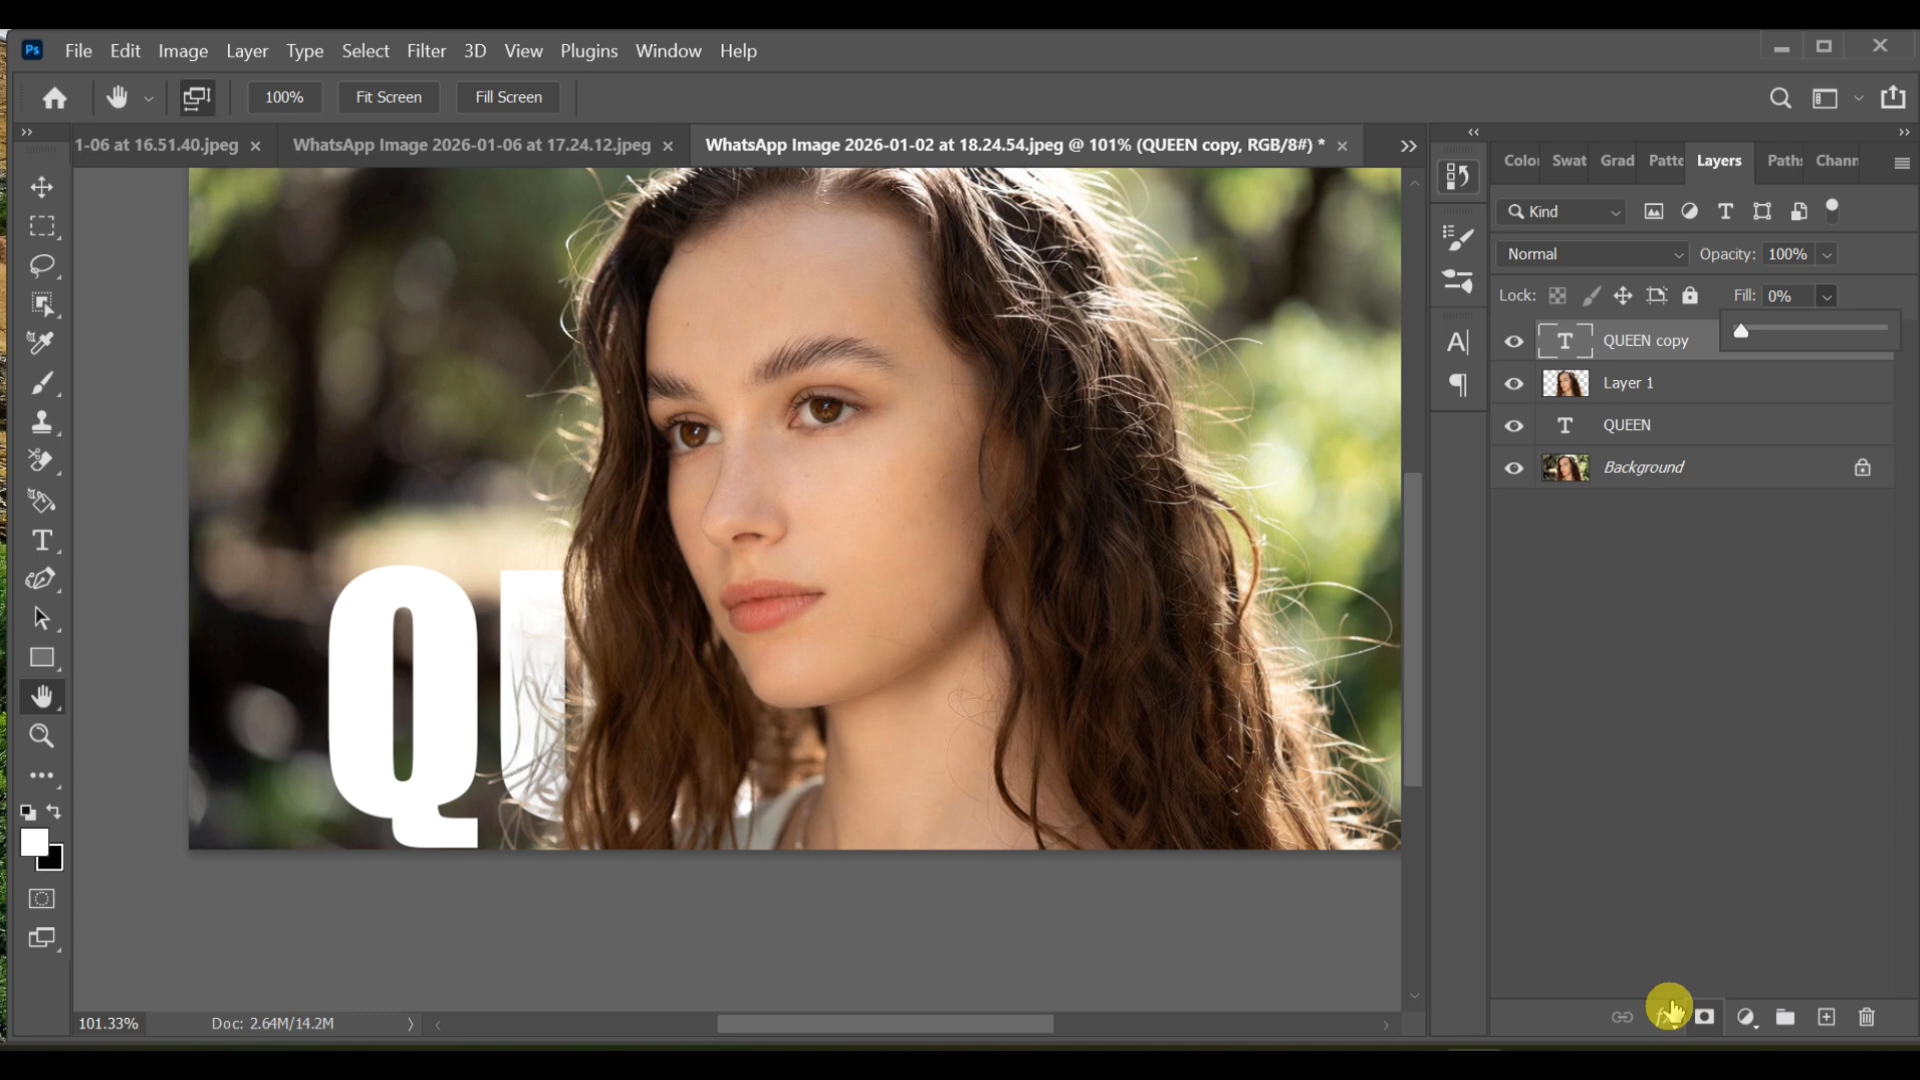 Ps File Edit Image Layer Type Select Filter 3D View Plugins Window Help
100% Fit Screen Fill Screen
1-06 at 16.51.40.jpeg × WhatsApp Image 2026-01-06 at 17.24.12.jpeg × WhatsApp Image 2026-01-02 at 18.24.54.jpeg @ 101% (QUEEN copy, RGB/8#) * ×
Colo Swat Grad Patte Layers Paths Chann
Kind
Normal Opacity: 100%
Lock: Fill: 0%
QUEEN copy
Layer 1
QUEEN
Background
QU
101.33% Doc: 2.64M/14.2M
fx